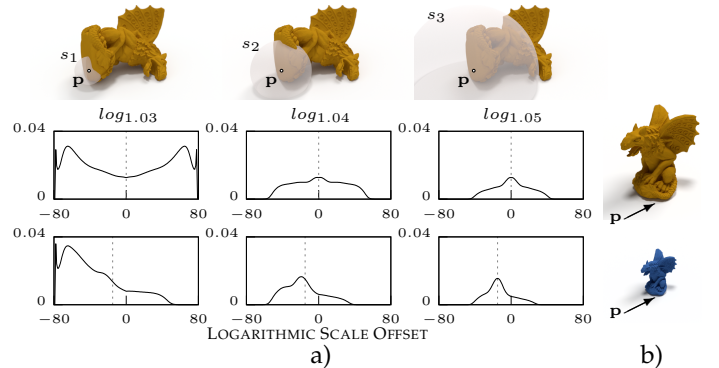 s1 s2 s3
p p p
log1.03 log1.04 log1.05
0.04 0.04 0.04
0 0 0
−80 0 80 −80 0 80 −80 0 80
p
0.04 0.04 0.04
0 0 0
−80 0 80 −80 0 80 −80 0 80
p
LOGARITHMIC SCALE OFFSET
a) b)